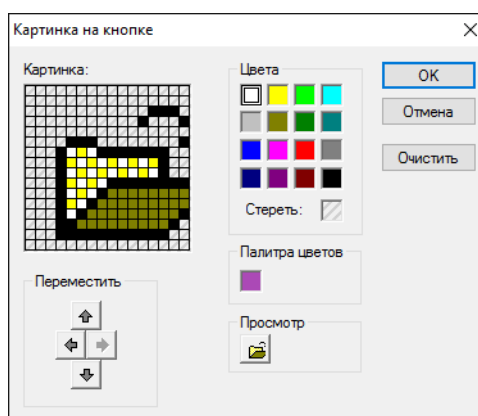 Картинка на кнопке
Картинка:
Цвета
OK
Отмена
Очистить
Стереть:
Палитра цветов
Переместить
Просмотр